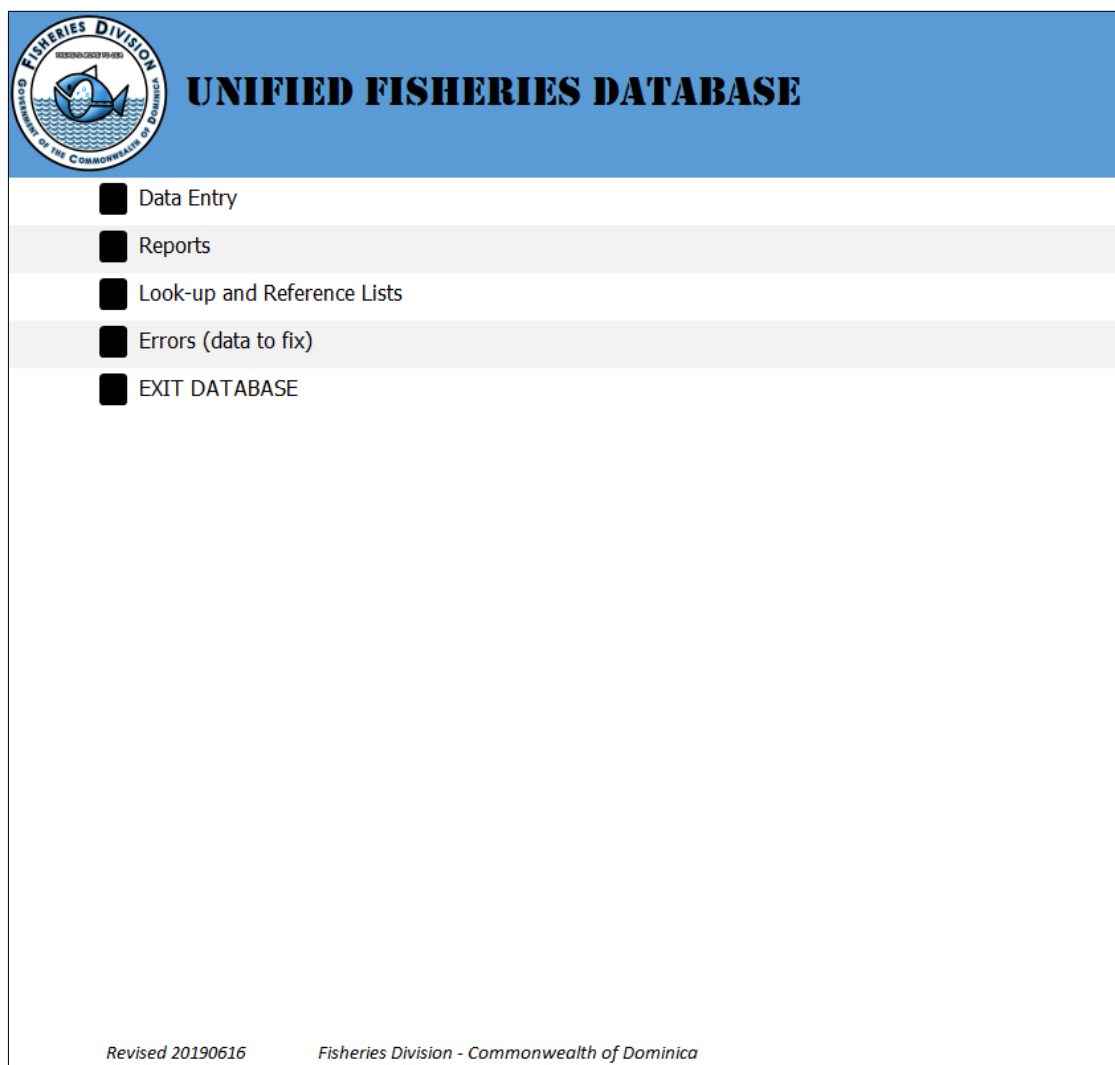 FISHERIES DIVISION
GOVERNMENT OF THE COMMONWEALTH OF DOMINICA
UNIFIED FISHERIES DATABASE
Data Entry
Reports
Look-up and Reference Lists
Errors (data to fix)
EXIT DATABASE
Revised 20190616 Fisheries Division - Commonwealth of Dominica